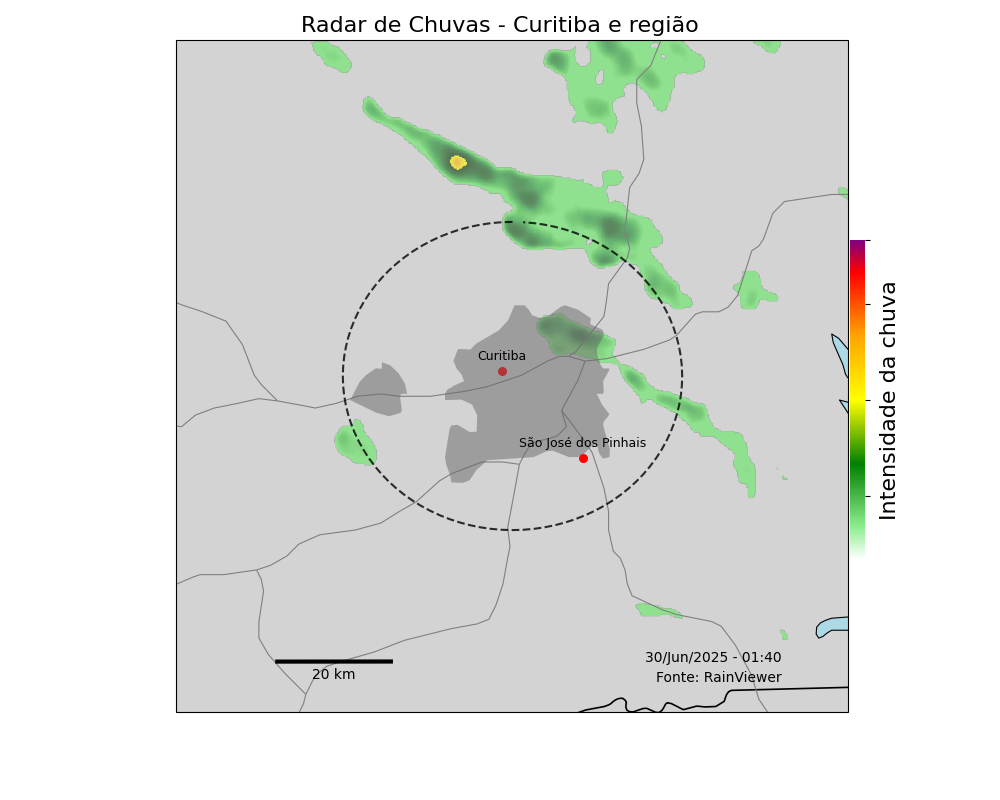 Radar de Chuvas - Curitiba e região
Curitiba
São José dos Pinhais
Intensidade da chuva
30/Jun/2025 - 01:40
20 km
Fonte: RainViewer